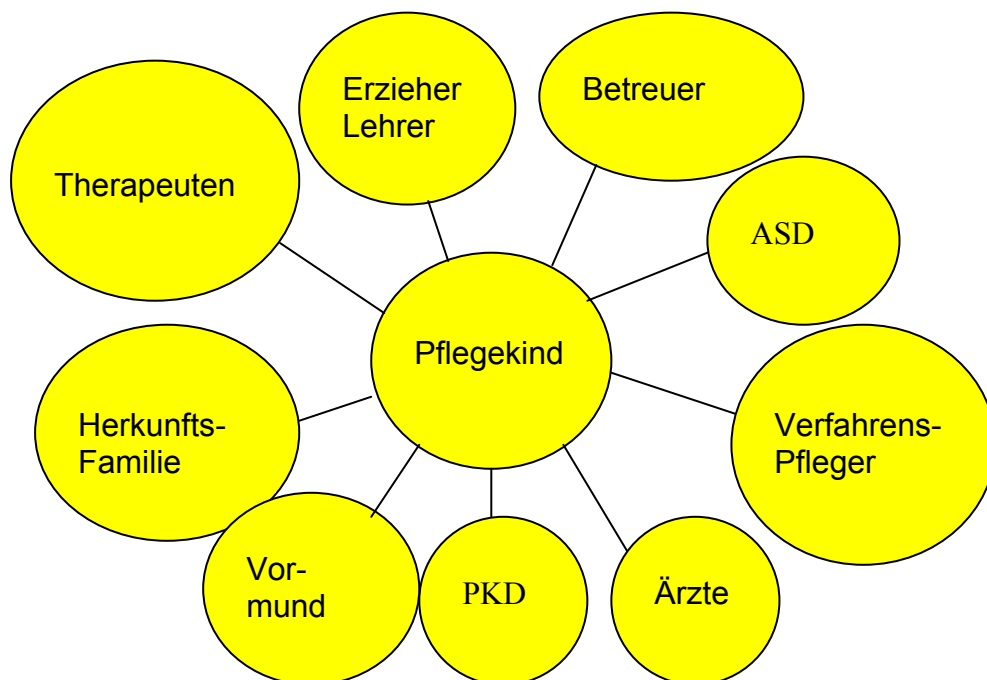 Erzieher
Lehrer
Betreuer
Therapeuten
ASD
Pflegekind
Herkunfts-
Familie
Verfahrens-
Pfleger
Vor-
mund
PKD
Ärzte